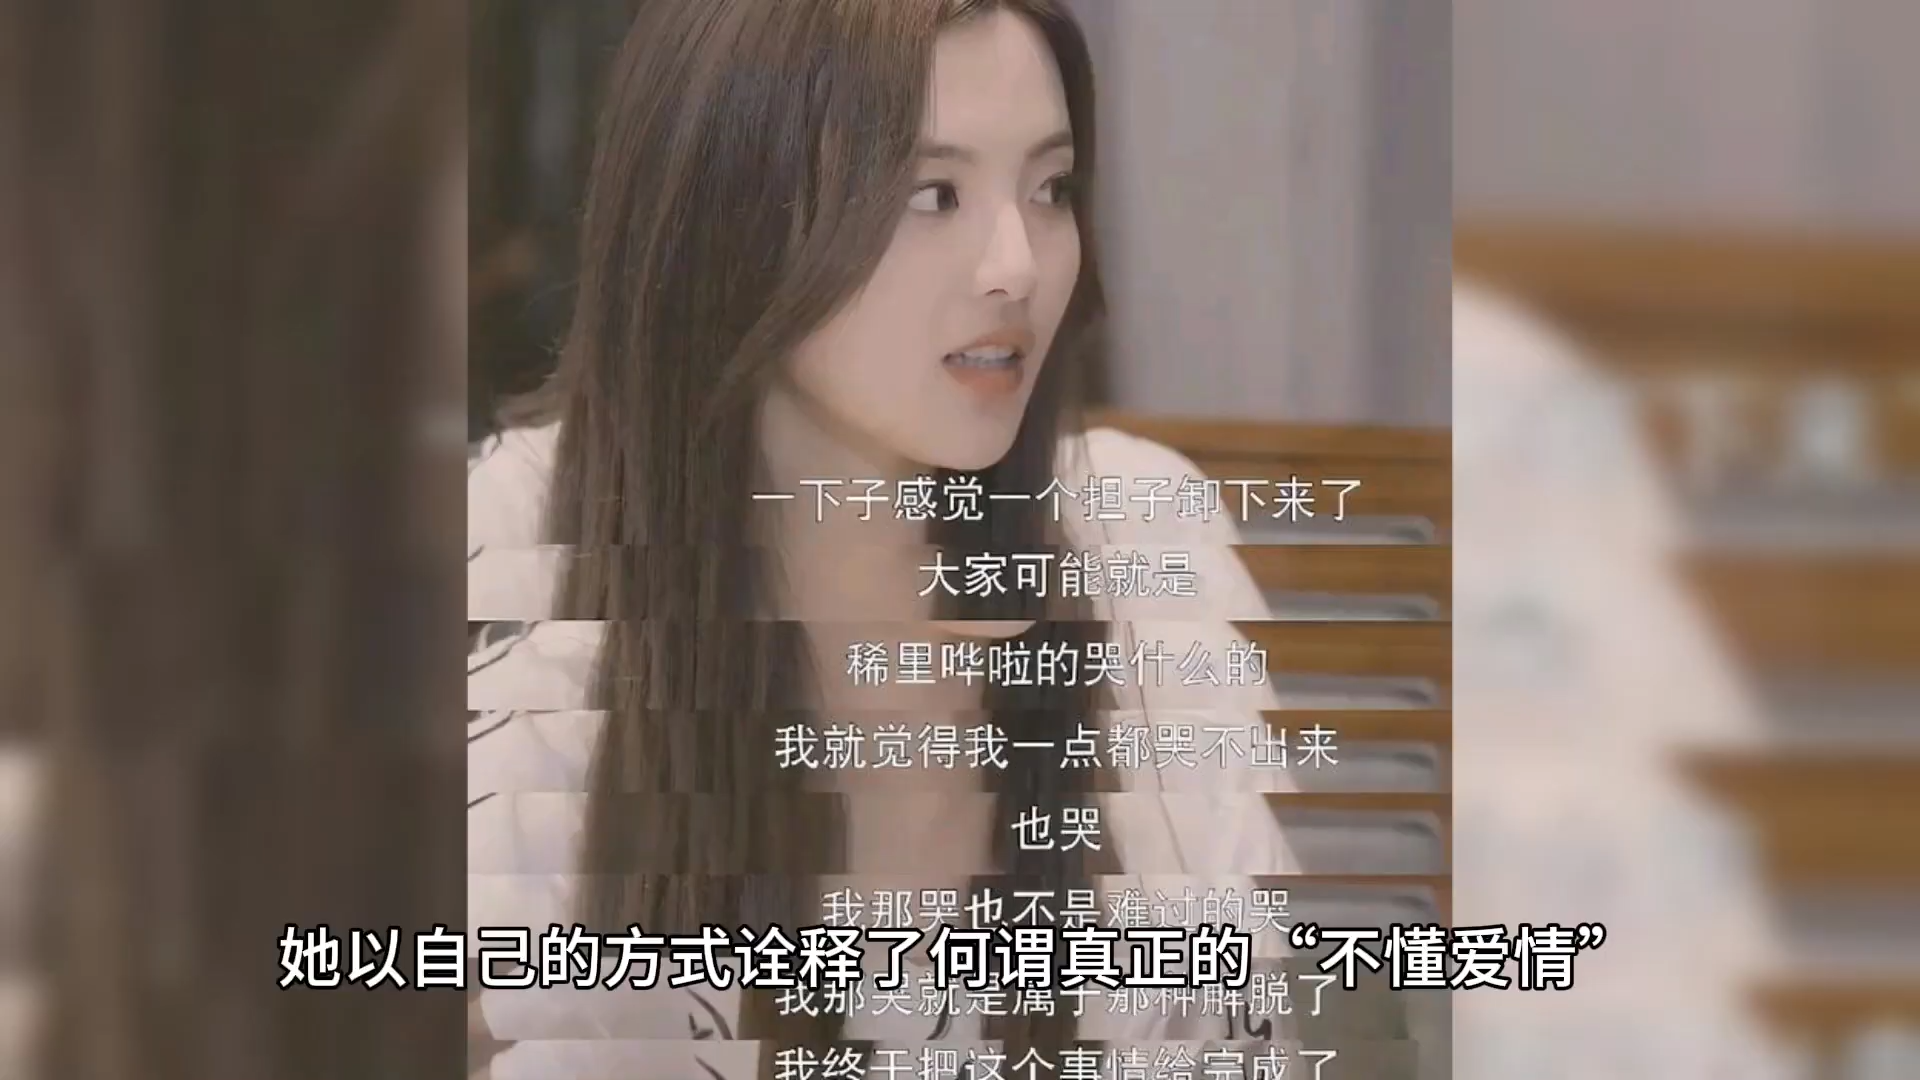 一下子感觉一个担子卸下来了
大家可能就是
稀里哗啦的哭什么的
我就觉得我一点都哭不出来
也哭
我那哭也不是难过的哭
她以自己的方式诠释了何谓真正的“不懂爱情”
我那哭就是属于那种解脱了
我终于把这个事情给完成了